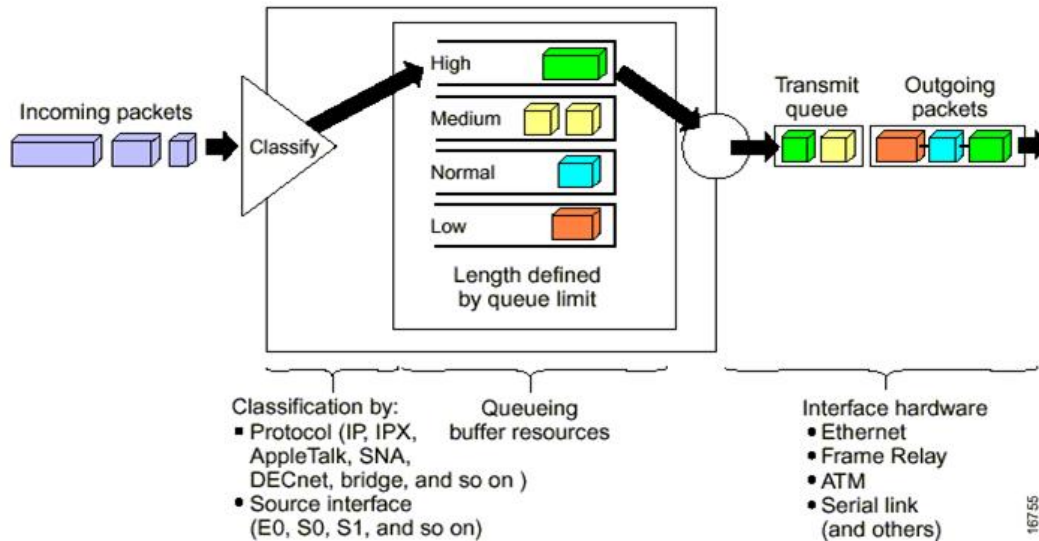 Incoming packets
Classify
High
Medium
Normal
Low
Length defined
by queue limit
Transmit
queue
Outgoing
packets
Classification by:
▪ Protocol (IP, IPX,
AppleTalk, SNA,
DECnet, bridge, and so on )
● Source interface
(E0, S0, S1, and so on)
Queueing
buffer resources
Interface hardware
● Ethernet
● Frame Relay
● ATM
● Serial link
(and others)
16755